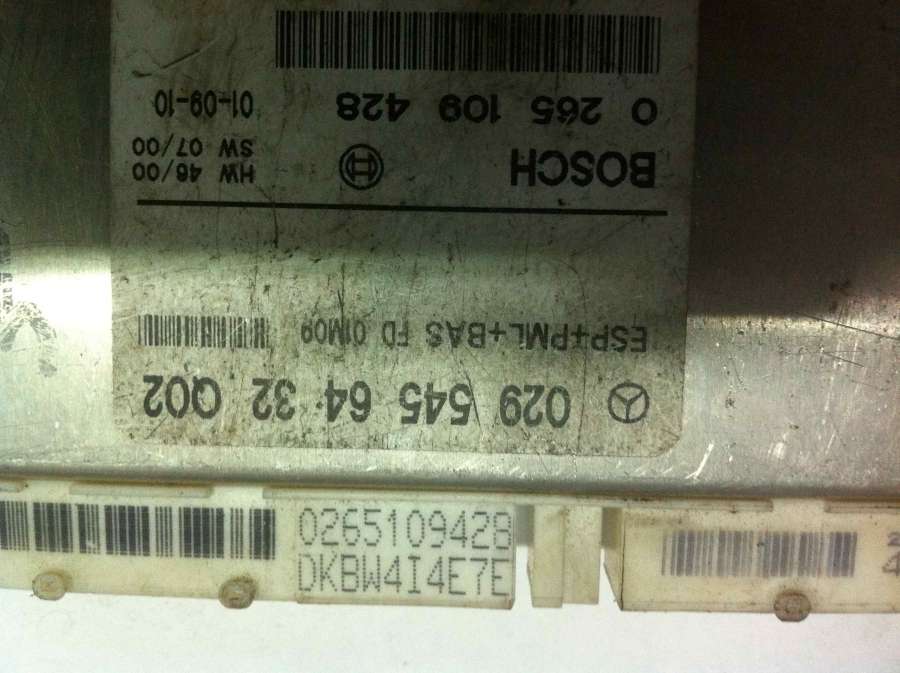 029 545 64 32 Q02
ESP+PML+BAS FD 01M09
BOSCH
HW 46/00
SW 07/00
0 265 109 428
01-09-10
0265109428
DKBW4I4E7E